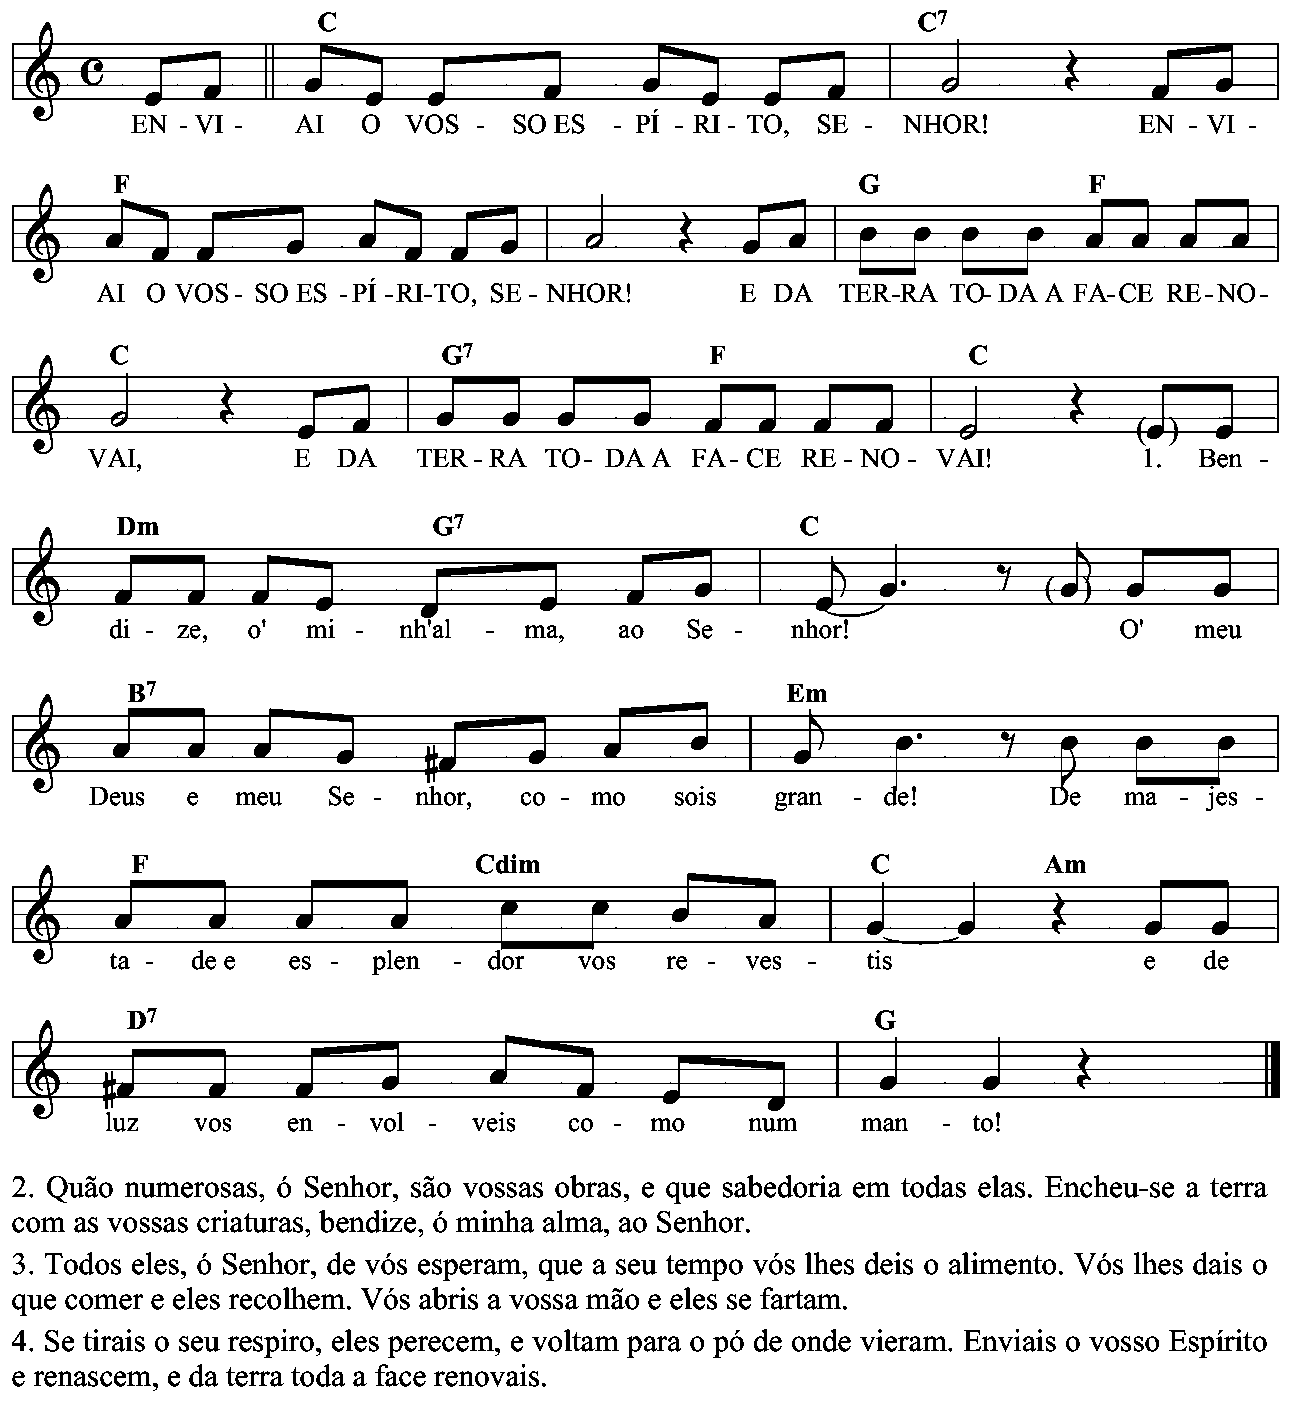 C C7
EN - VI - AI O VOS - SO ES - PÍ - RI - TO, SE - NHOR! EN - VI -
F G F
AI O VOS - SO ES - PÍ - RI - TO, SE - NHOR! E DA TER - RA TO - DA A FA - CE RE - NO -
C G7 F C
VAI, E DA TER - RA TO - DA A FA - CE RE - NO - VAI! 1. Ben -
Dm G7 C
di - ze, o' mi - nh'al - ma, ao Se - nhor! O' meu
B7 Em
Deus e meu Se - nhor, co - mo sois gran - de! De ma - jes -
F Cdim C Am
ta - de e es - plen - dor vos re - ves - tis e de
D7 G
luz vos en - vol - veis co - mo num man - to!
2. Quão numerosas, ó Senhor, são vossas obras, e que sabedoria em todas elas. Encheu-se a terra
com as vossas criaturas, bendize, ó minha alma, ao Senhor.
3. Todos eles, ó Senhor, de vós esperam, que a seu tempo vós lhes deis o alimento. Vós lhes dais o
que comer e eles recolhem. Vós abris a vossa mão e eles se fartam.
4. Se tirais o seu respiro, eles perecem, e voltam para o pó de onde vieram. Enviais o vosso Espírito
e renascem, e da terra toda a face renovais.